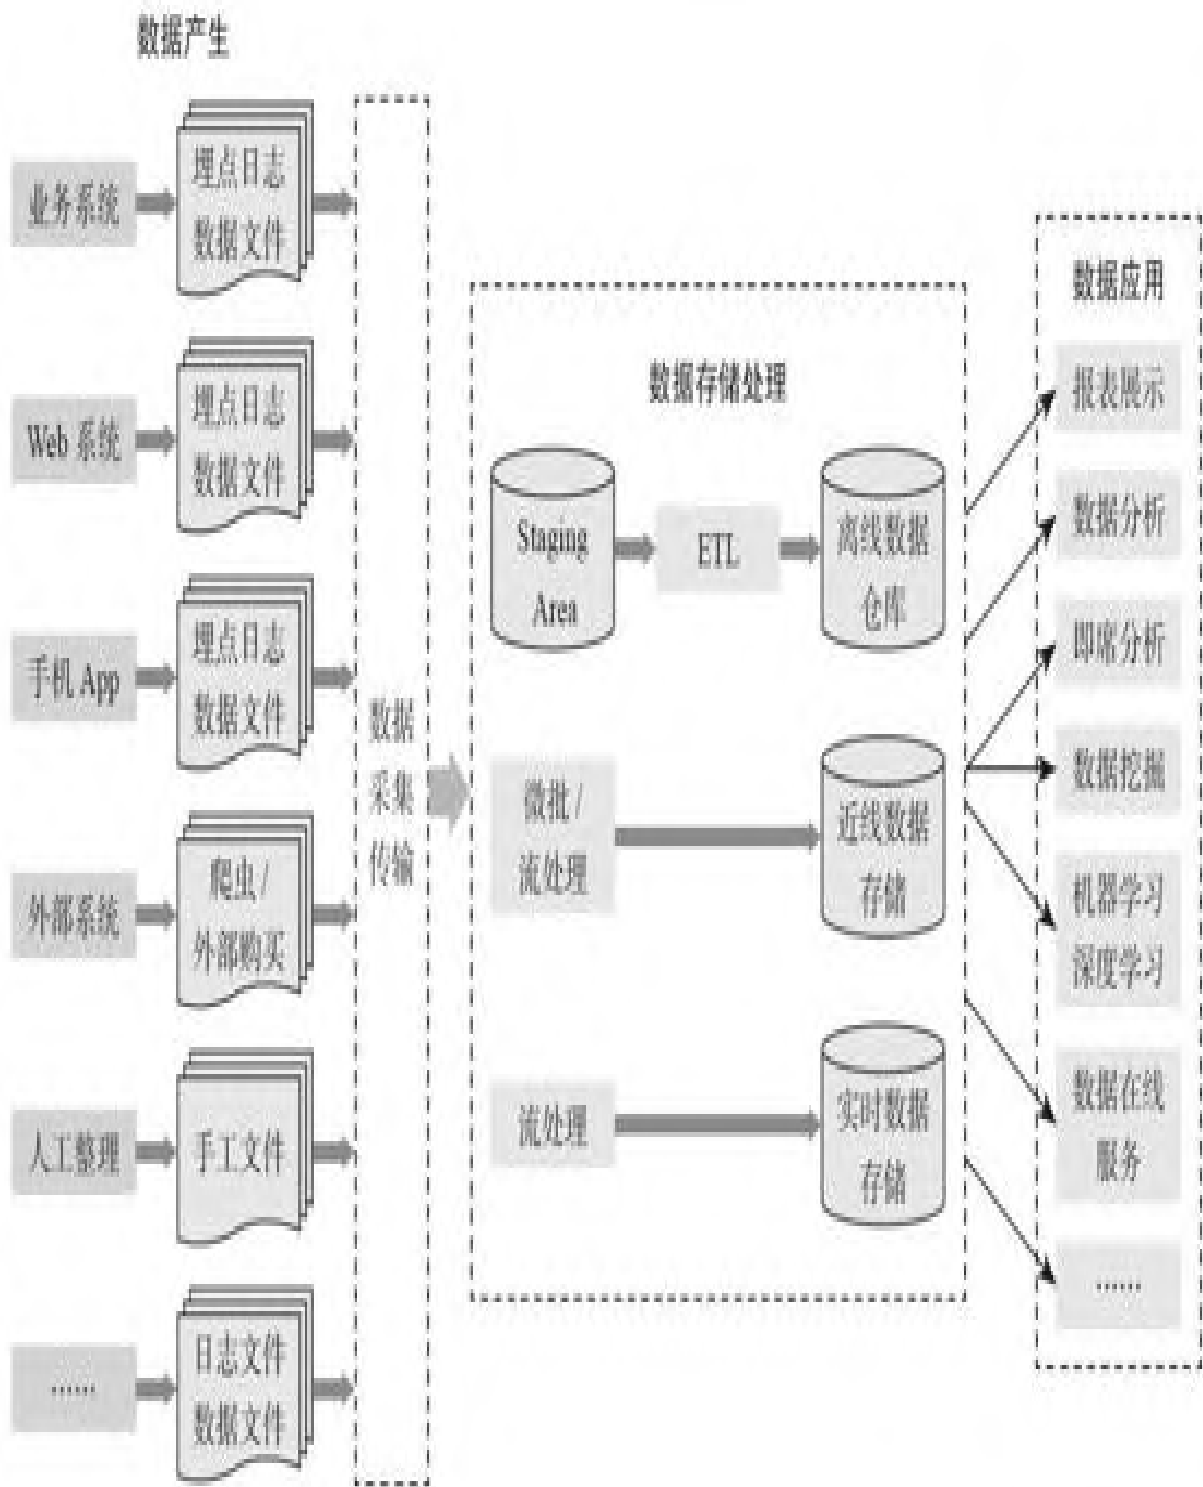 数据产生
业务系统
埋点日志
数据文件
Web 系统
埋点日志
数据文件
手机 App
埋点日志
数据文件
外部系统
爬虫 /
外部购买
人工整理
手工文件
……
日志文件
数据文件
数据
采集
传输
数据存储处理
Staging
Area
ETL
离线数据
仓库
微批 /
流处理
近线数据
存储
流处理
实时数据
存储
数据应用
报表展示
数据分析
即席分析
数据挖掘
机器学习
深度学习
数据在线
服务
……